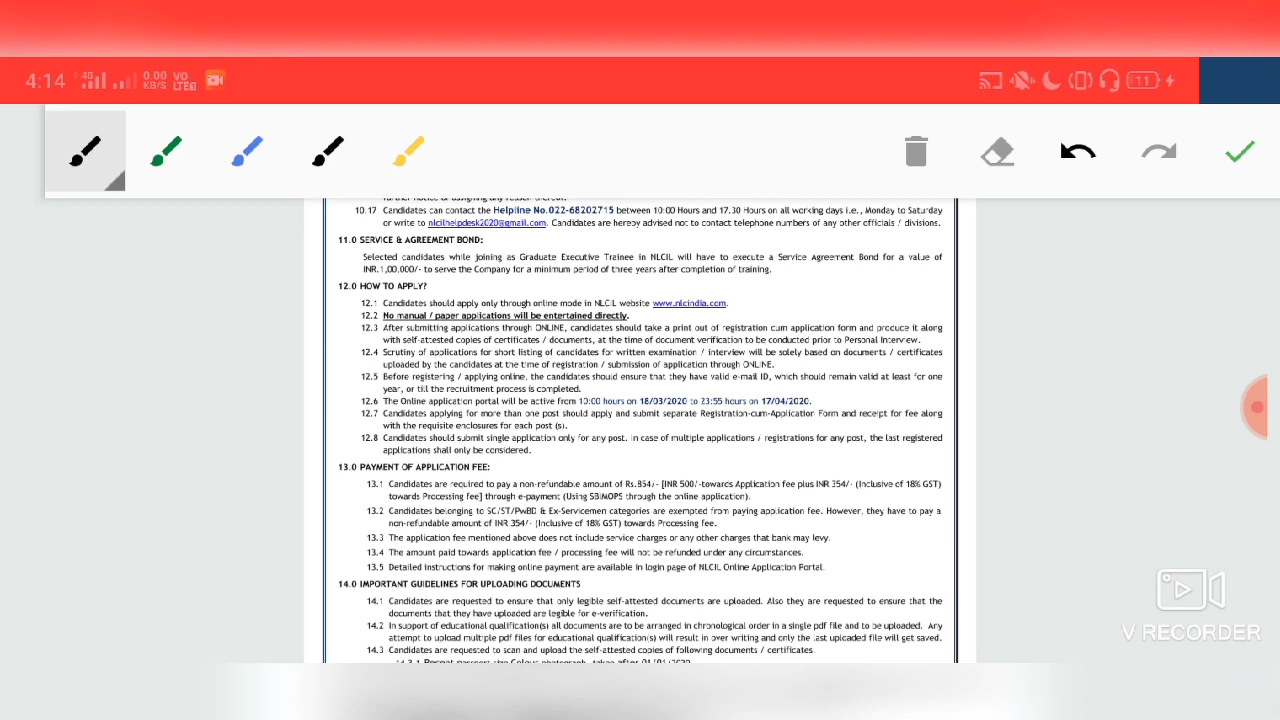 4:14 4G 0.00 KB/S VO LTE 11
further notice or assigning any reason thereof.
10.17 Candidates can contact the Helpline No.022-68202715 between 10:00 Hours and 17.30 Hours on all working days i.e., Monday to Saturday
or write to nlcilhelpdesk2020@gmail.com. Candidates are hereby advised not to contact telephone numbers of any other officials / divisions.
11.0 SERVICE & AGREEMENT BOND:
Selected candidates while joining as Graduate Executive Trainee in NLCIL will have to execute a Service Agreement Bond for a value of
INR.1,00,000/- to serve the Company for a minimum period of three years after completion of training.
12.0 HOW TO APPLY?
12.1 Candidates should apply only through online mode in NLCIL website www.nlcindia.com.
12.2 No manual / paper applications will be entertained directly.
12.3 After submitting applications through ONLINE, candidates should take a print out of registration cum application form and produce it along
with self-attested copies of certificates / documents, at the time of document verification to be conducted prior to Personal Interview.
12.4 Scrutiny of applications for short listing of candidates for written examination / interview will be solely based on documents / certificates
uploaded by the candidates at the time of registration / submission of application through ONLINE.
12.5 Before registering / applying online, the candidates should ensure that they have valid e-mail ID, which should remain valid at least for one
year, or till the recruitment process is completed.
12.6 The Online application portal will be active from 10:00 hours on 18/03/2020 to 23:55 hours on 17/04/2020.
12.7 Candidates applying for more than one post should apply and submit separate Registration-cum-Application Form and receipt for fee along
with the requisite enclosures for each post (s).
12.8 Candidates should submit single application only for any post. In case of multiple applications / registrations for any post, the last registered
applications shall only be considered.
13.0 PAYMENT OF APPLICATION FEE:
13.1 Candidates are required to pay a non-refundable amount of Rs.854/- [INR 500/-towards Application fee plus INR 354/- (Inclusive of 18% GST)
towards Processing fee] through e-payment (Using SBIMOPS through the online application).
13.2 Candidates belonging to SC/ST/PwBD & Ex-Servicemen categories are exempted from paying application fee. However, they have to pay a
non-refundable amount of INR 354/- (Inclusive of 18% GST) towards Processing fee.
13.3 The application fee mentioned above does not include service charges or any other charges that bank may levy.
13.4 The amount paid towards application fee / processing fee will not be refunded under any circumstances.
13.5 Detailed instructions for making online payment are available in login page of NLCIL Online Application Portal.
14.0 IMPORTANT GUIDELINES FOR UPLOADING DOCUMENTS
14.1 Candidates are requested to ensure that only legible self-attested documents are uploaded. Also they are requested to ensure that the
documents that they have uploaded are legible for e-verification.
14.2 In support of educational qualification(s) all documents are to be arranged in chronological order in a single pdf file and to be uploaded. Any
attempt to upload multiple pdf files for educational qualification(s) will result in over writing and only the last uploaded file will get saved.
14.3 Candidates are requested to scan and upload the self-attested copies of following documents / certificates.
14.3.1 Recent passport size Colour photograph, taken after 01/01/2020
V RECORDER